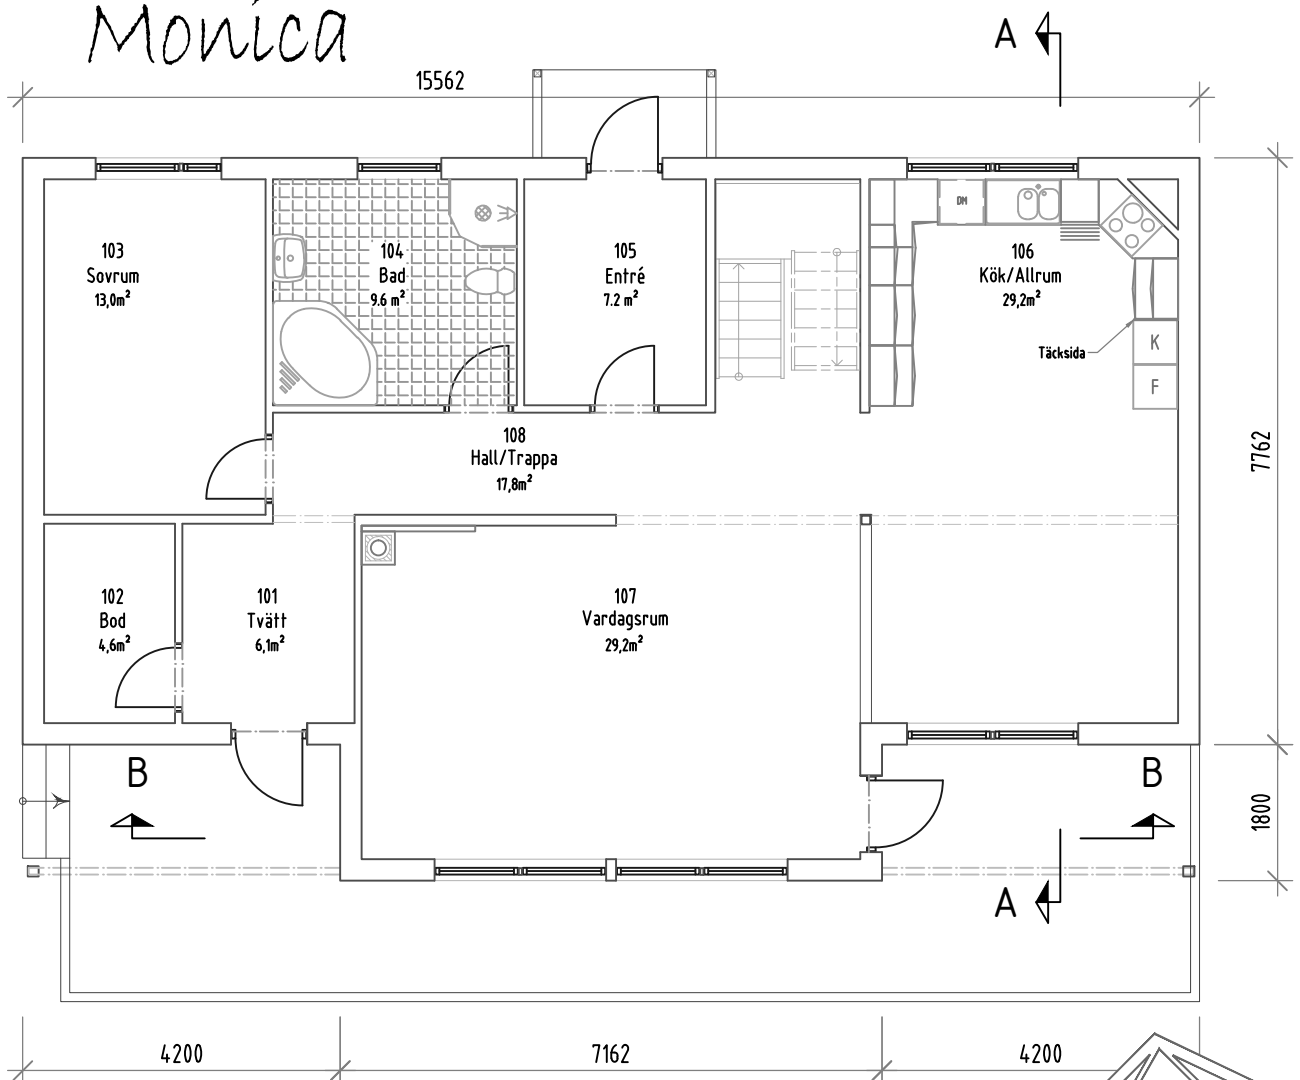 Monica
A
15562
103
Sovrum
13,0m²
104
Bad
9.6 m²
105
Entré
7.2 m²
DM
106
Kök/Allrum
29,2m²
Täcksida
K
F
108
Hall/Trappa
17,8m²
7762
102
Bod
4,6m²
101
Tvätt
6,1m²
107
Vardagsrum
29,2m²
B
B
1800
A
4200
7162
4200